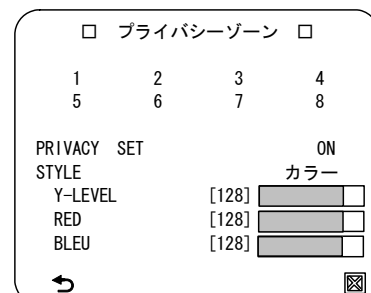 □ プライバシーゾーン □
1 2 3 4
5 6 7 8
PRIVACY SET ON
STYLE カラー
Y-LEVEL [128]
RED [128]
BLEU [128]